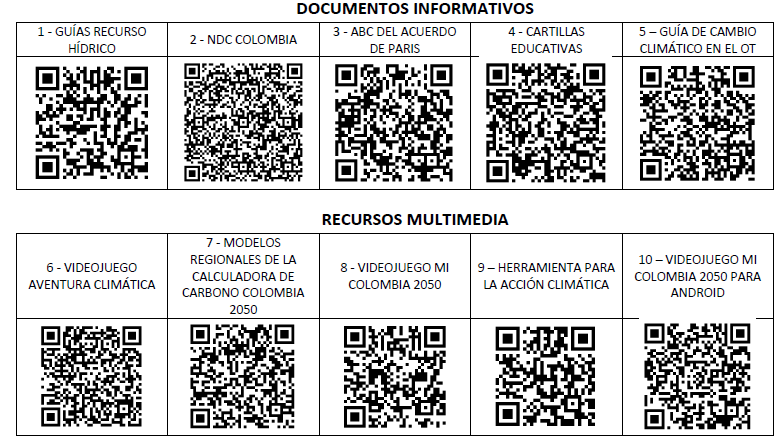 DOCUMENTOS INFORMATIVOS
1 - GUÍAS RECURSO
HÍDRICO
2 - NDC COLOMBIA
3 - ABC DEL ACUERDO
DE PARIS
4 - CARTILLAS
EDUCATIVAS
5 – GUÍA DE CAMBIO
CLIMÁTICO EN EL OT
RECURSOS MULTIMEDIA
6 - VIDEOJUEGO
AVENTURA CLIMÁTICA
7 - MODELOS
REGIONALES DE LA
CALCULADORA DE
CARBONO COLOMBIA
2050
8 - VIDEOJUEGO MI
COLOMBIA 2050
9 – HERRAMIENTA PARA
LA ACCIÓN CLIMÁTICA
10 – VIDEOJUEGO MI
COLOMBIA 2050 PARA
ANDROID